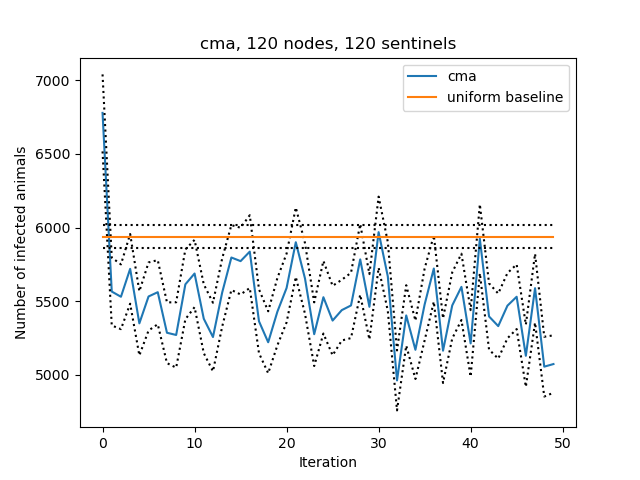 cma, 120 nodes, 120 sentinels
cma
uniform baseline
Number of infected animals
7000
6500
6000
5500
5000
0 10 20 30 40 50
Iteration